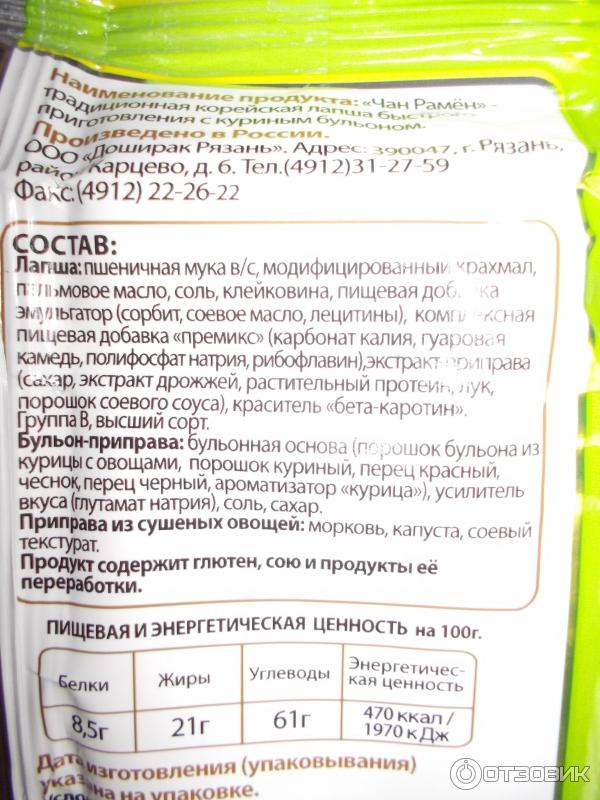 Наименование продукта: «Чан Рамён» -
традиционная корейская лапша быстрого
приготовления с куриным бульоном.
Произведено в России.
ООО «Доширак Рязань». Адрес: 390047, г. Рязань,
район Карцево, д. 6. Тел.(4912)31-27-59
Факс.(4912) 22-26-22
СОСТАВ:
Лапша: пшеничная мука в/с, модифицированный крахмал,
пальмовое масло, соль, клейковина, пищевая добавка
эмульгатор (сорбит, соевое масло, лецитины), комплексная
пищевая добавка «премикс» (карбонат калия, гуаровая
камедь, полифосфат натрия, рибофлавин),экстракт-приправа
(сахар, экстракт дрожжей, растительный протеин, лук,
порошок соевого соуса), краситель «бета-каротин».
Группа В, высший сорт.
Бульон-приправа: бульонная основа (порошок бульона из
курицы с овощами, порошок куриный, перец красный,
чеснок, перец черный, ароматизатор «курица»), усилитель
вкуса (глутамат натрия), соль, сахар.
Приправа из сушеных овощей: морковь, капуста, соевый
текстурат.
Продукт содержит глютен, сою и продукты её
переработки.
ПИЩЕВАЯ И ЭНЕРГЕТИЧЕСКАЯ ЦЕННОСТЬ на 100г.
Белки Жиры Углеводы Энергетичес-
кая ценность
8,5г 21г 61г 470 ккал /
1970 кДж
Дата изготовления (упаковывания)
указана на упаковке.
ОТЗОВИК